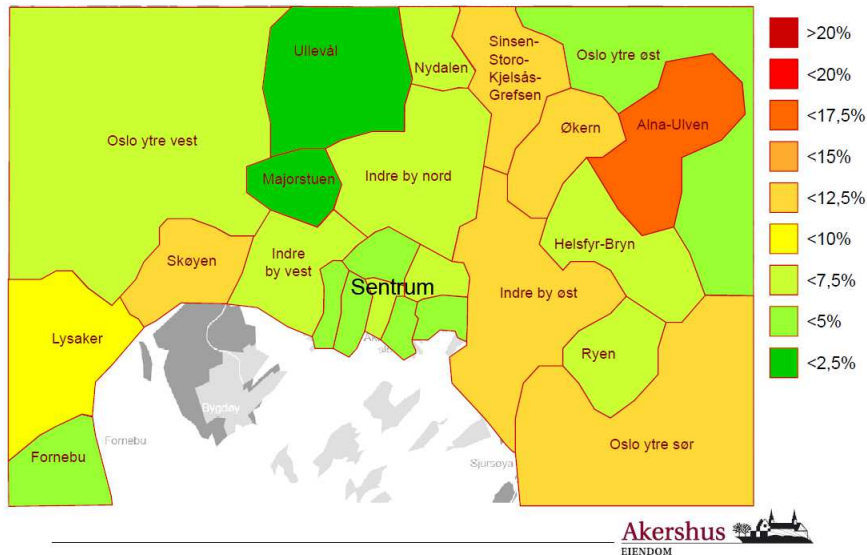 Ullevål
Nydalen
Sinsen-
Storo-
Kjelsås-
Grefsen
Oslo ytre øst
Økern
Alna-Ulven
Oslo ytre vest
Majorstuen
Indre by nord
Helsfyr-Bryn
Skøyen
Indre
by vest
Sentrum
Indre by øst
Lysaker
Ryen
Bygdøy
Fornebu
Fornebu
Sjursøya
Oslo ytre sør
>20%
<20%
<17,5%
<15%
<12,5%
<10%
<7,5%
<5%
<2,5%
Akershus
EIENDOM